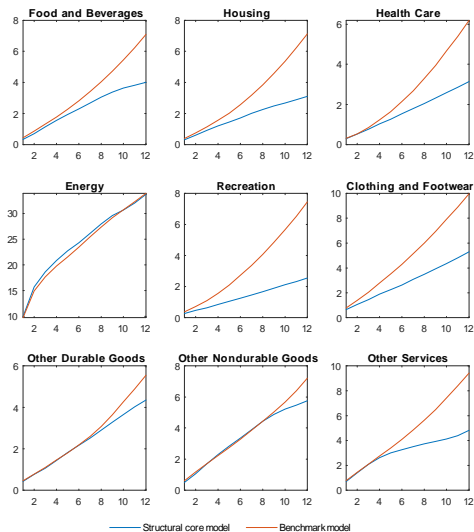 Food and Beverages
Housing
Health Care
8
6
4
2
0
2 4 6 8 10 12
8
6
4
2
0
2 4 6 8 10 12
6
4
2
0
2 4 6 8 10 12
Energy
Recreation
Clothing and Footwear
30
25
20
15
10
2 4 6 8 10 12
8
6
4
2
0
2 4 6 8 10 12
10
8
6
4
2
0
2 4 6 8 10 12
Other Durable Goods
Other Nondurable Goods
Other Services
6
4
2
0
2 4 6 8 10 12
8
6
4
2
0
2 4 6 8 10 12
10
8
6
4
2
0
2 4 6 8 10 12
Structural core model
Benchmark model